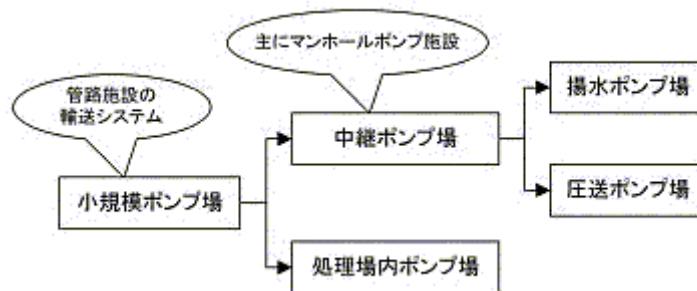 主にマンホールポンプ施設
管路施設の
輸送システム
揚水ポンプ場
中継ポンプ場
圧送ポンプ場
小規模ポンプ場
処理場内ポンプ場